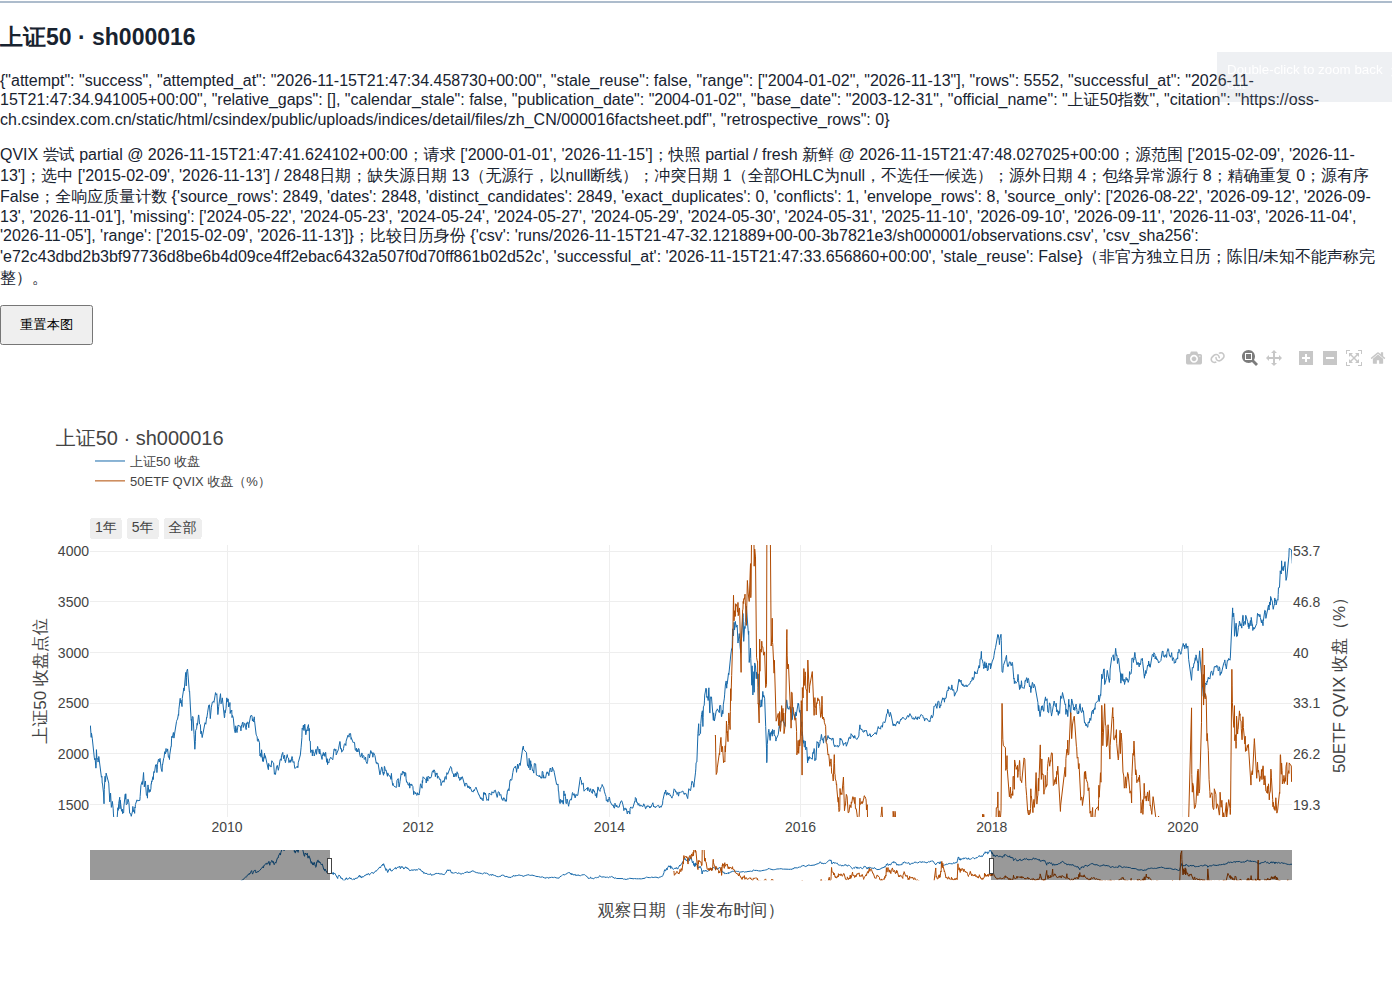 上证50 · sh000016
Double-click to zoom back
{"attempt": "success", "attempted_at": "2026-11-15T21:47:34.458730+00:00", "stale_reuse": false, "range": ["2004-01-02", "2026-11-13"], "rows": 5552, "successful_at": "2026-11-
15T21:47:34.941005+00:00", "relative_gaps": [], "calendar_stale": false, "publication_date": "2004-01-02", "base_date": "2003-12-31", "official_name": "上证50指数", "citation": "https://oss-
ch.csindex.com.cn/static/html/csindex/public/uploads/indices/detail/files/zh_CN/000016factsheet.pdf", "retrospective_rows": 0}
QVIX 尝试 partial @ 2026-11-15T21:47:41.624102+00:00；请求 ['2000-01-01', '2026-11-15']；快照 partial / fresh 新鲜 @ 2026-11-15T21:47:48.027025+00:00；源范围 ['2015-02-09', '2026-11-
13']；选中 ['2015-02-09', '2026-11-13'] / 2848日期；缺失源日期 13（无源行，以null断线）；冲突日期 1（全部OHLC为null，不选任一候选）；源外日期 4；包络异常源行 8；精确重复 0；源有序
False；全响应质量计数 {'source_rows': 2849, 'dates': 2848, 'distinct_candidates': 2849, 'exact_duplicates': 0, 'conflicts': 1, 'envelope_rows': 8, 'source_only': ['2026-08-22', '2026-09-12', '2026-09-
13', '2026-11-01'], 'missing': ['2024-05-22', '2024-05-23', '2024-05-24', '2024-05-27', '2024-05-29', '2024-05-30', '2024-05-31', '2025-11-10', '2026-09-10', '2026-09-11', '2026-11-03', '2026-11-04',
'2026-11-05'], 'range': ['2015-02-09', '2026-11-13']}；比较日历身份 {'csv': 'runs/2026-11-15T21-47-32.121889+00-00-3b7821e3/sh000001/observations.csv', 'csv_sha256':
'e72c43dbd2b3bf97736d8be6b4d09ce4ff2ebac6432a507f0d70ff861b02d52c', 'successful_at': '2026-11-15T21:47:33.656860+00:00', 'stale_reuse': False}（非官方独立日历；陈旧/未知不能声称完
整）。
重置本图
上证50 · sh000016
上证50 收盘
50ETF QVIX 收盘（%）
1年 5年 全部
4000
3500
3000
2500
2000
1500
上证50 收盘点位
53.7
46.8
40
33.1
26.2
19.3
50ETF QVIX 收盘（%）
2010 2012 2014 2016 2018 2020
观察日期（非发布时间）